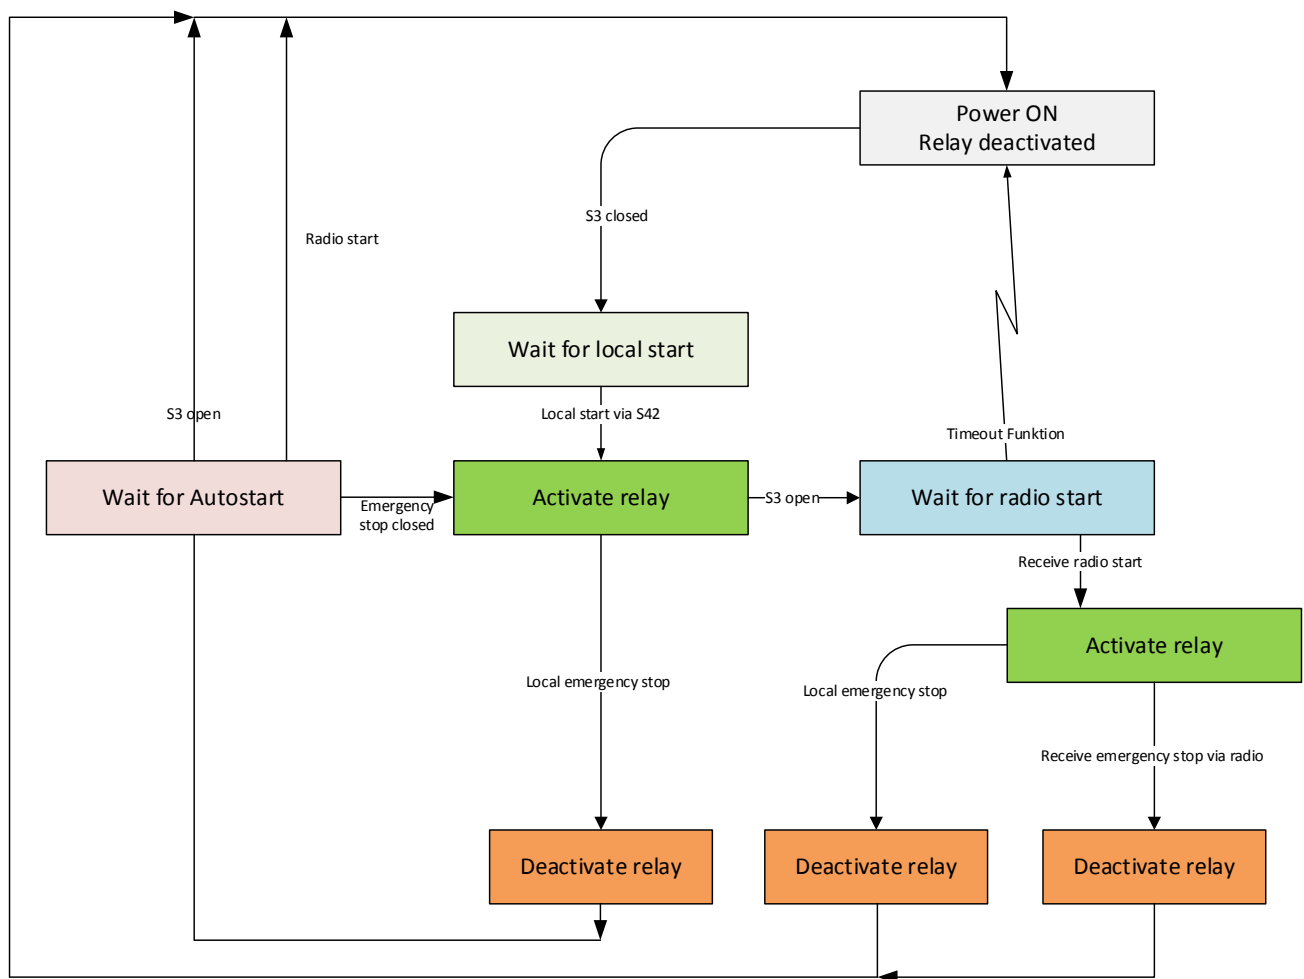 Power ON
Relay deactivated
S3 closed
Radio start
Wait for local start
S3 open
Local start via S42
Timeout Funktion
Wait for Autostart
Emergency
stop closed
Activate relay
S3 open
Wait for radio start
Receive radio start
Activate relay
Local emergency stop
Local emergency stop
Receive emergency stop via radio
Deactivate relay
Deactivate relay
Deactivate relay